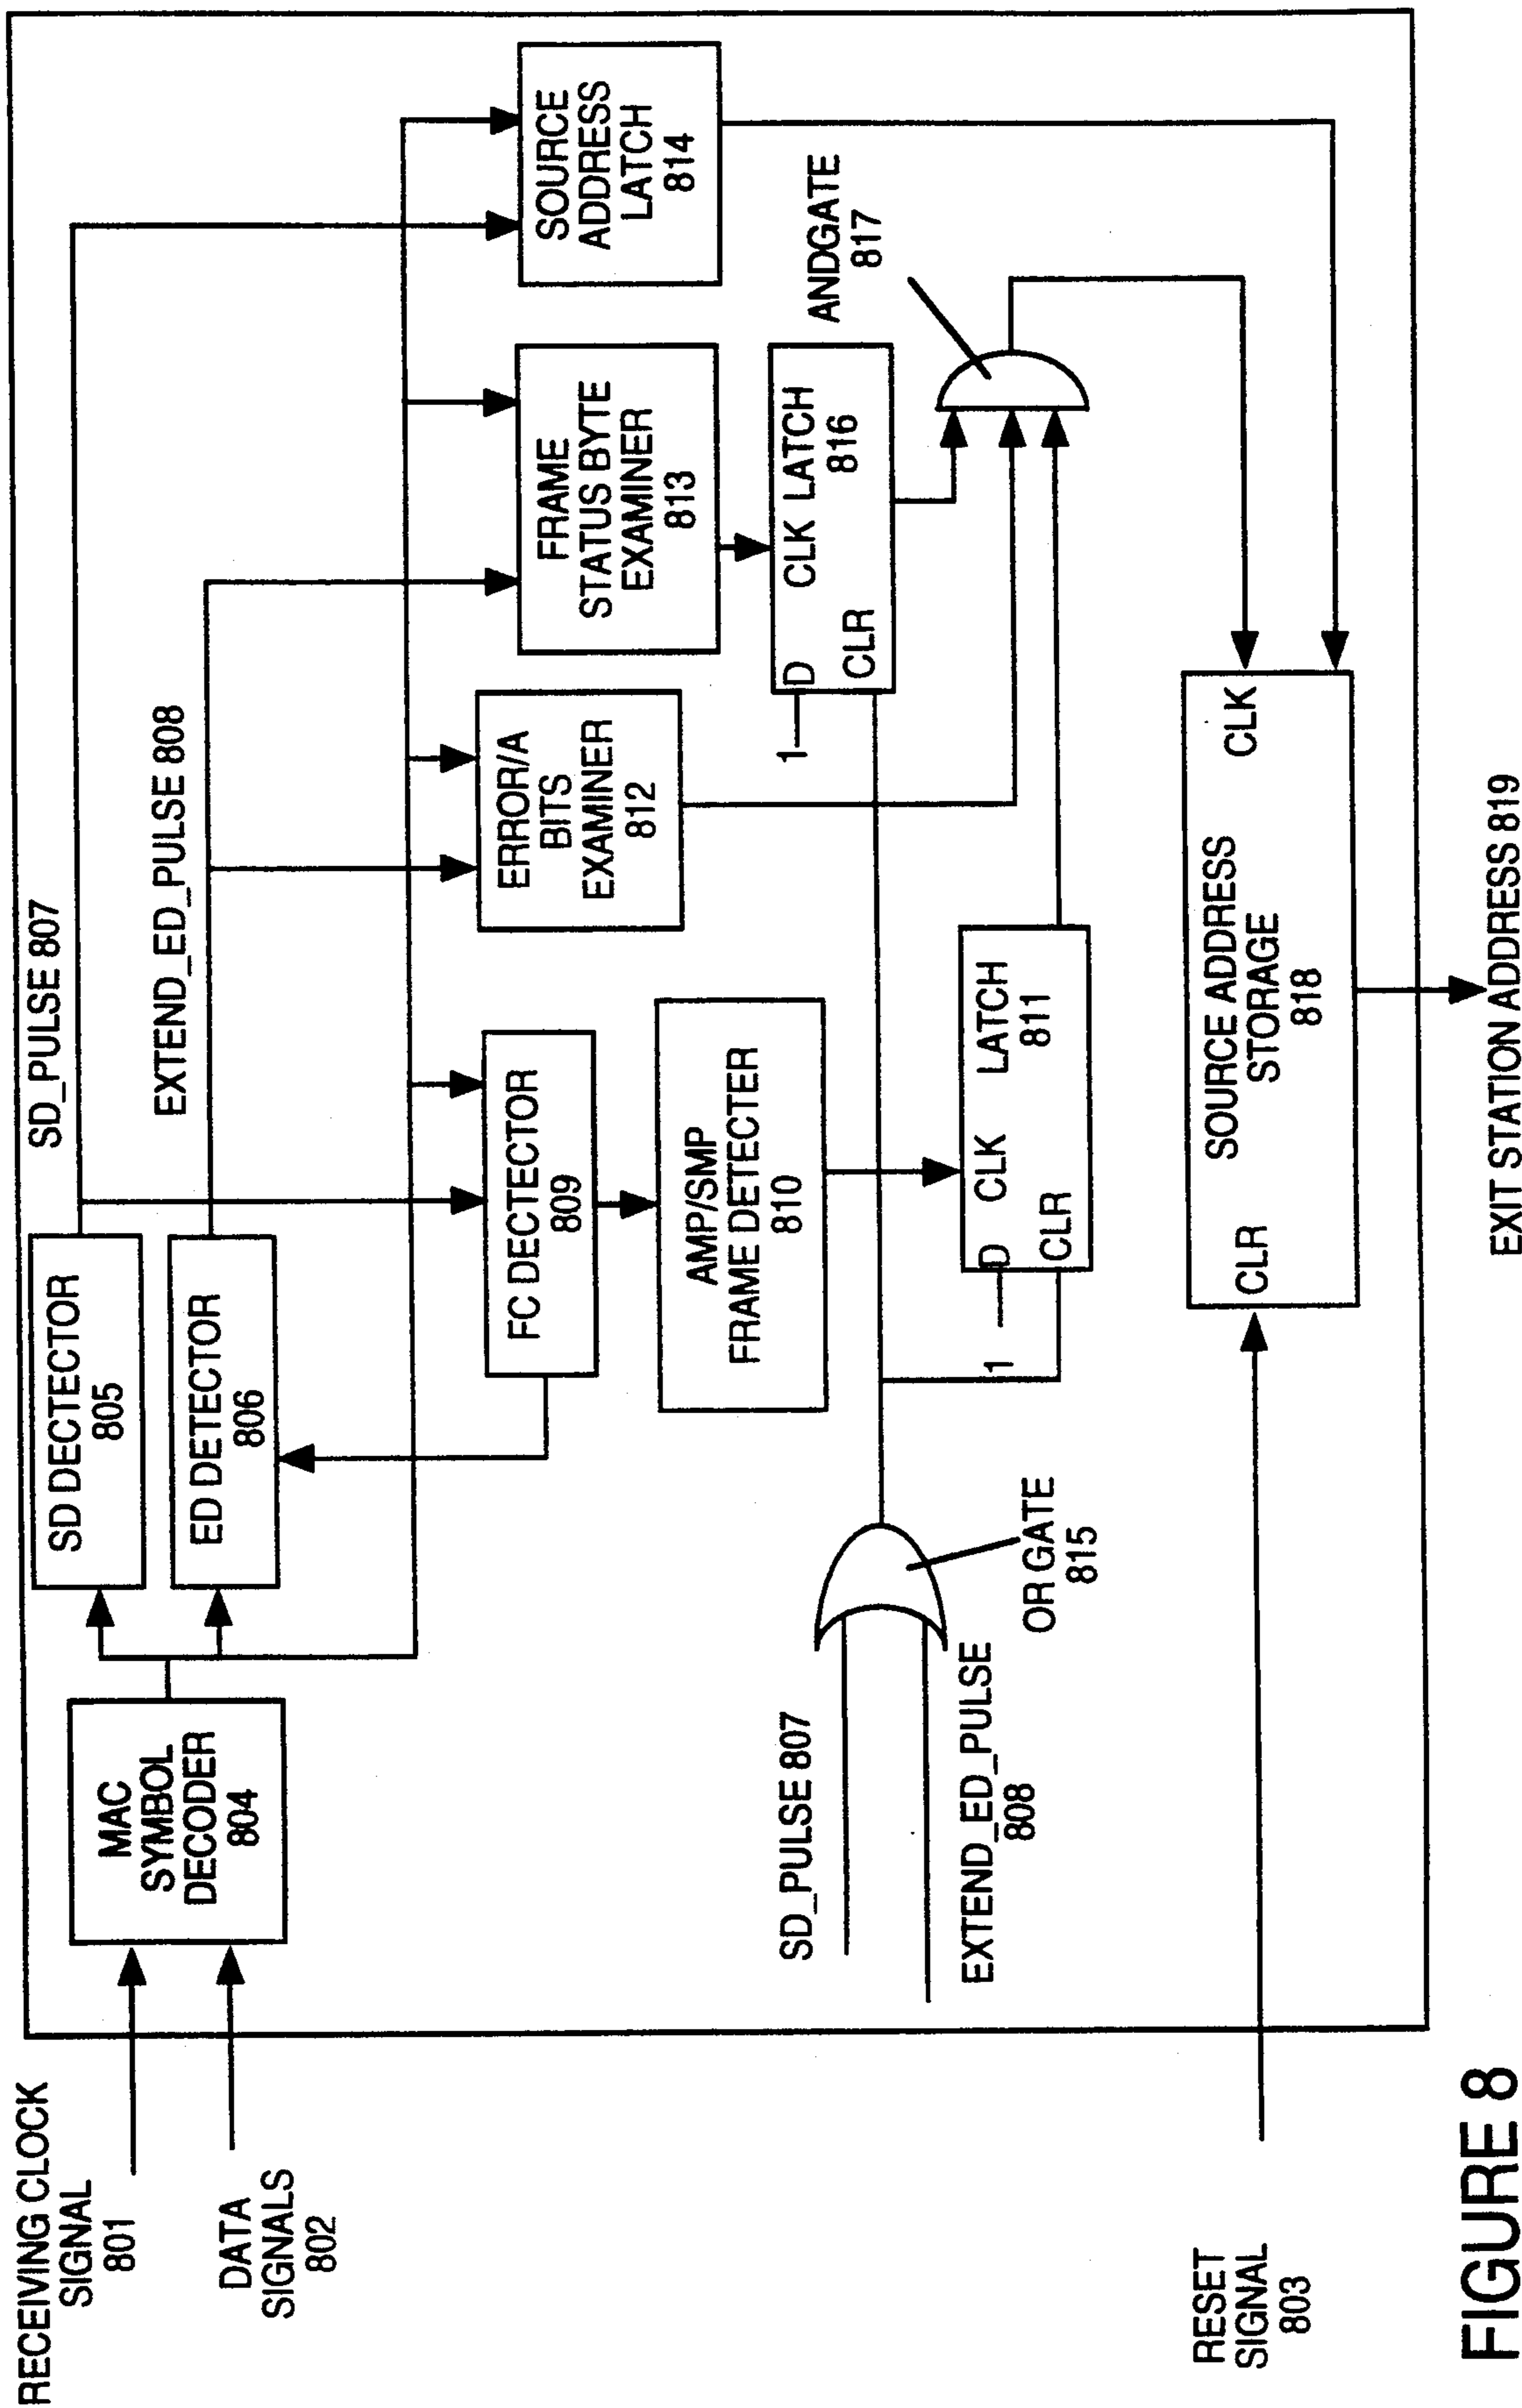 RECEIVING CLOCK
SIGNAL
801
DATA
SIGNALS
802
RESET
SIGNAL
803
MAC
SYMBOL
DECODER
804
SD DECTECTOR
805
ED DETECTOR
806
SD_PULSE 807
EXTEND_ED_PULSE 808
FC DECTECTOR
809
AMP/SMP
FRAME DETECTER
810
D CLK LATCH
811
CLR
1
ERROR/A
BITS
EXAMINER
812
FRAME
STATUS BYTE
EXAMINER
813
SOURCE
ADDRESS
LATCH
814
D CLK LATCH
816
CLR
1
ANDGATE
817
SD_PULSE 807
EXTEND_ED_PULSE
808
OR GATE
815
SOURCE ADDRESS
STORAGE
818
CLR
CLK
EXIT STATION ADDRESS 819
FIGURE 8